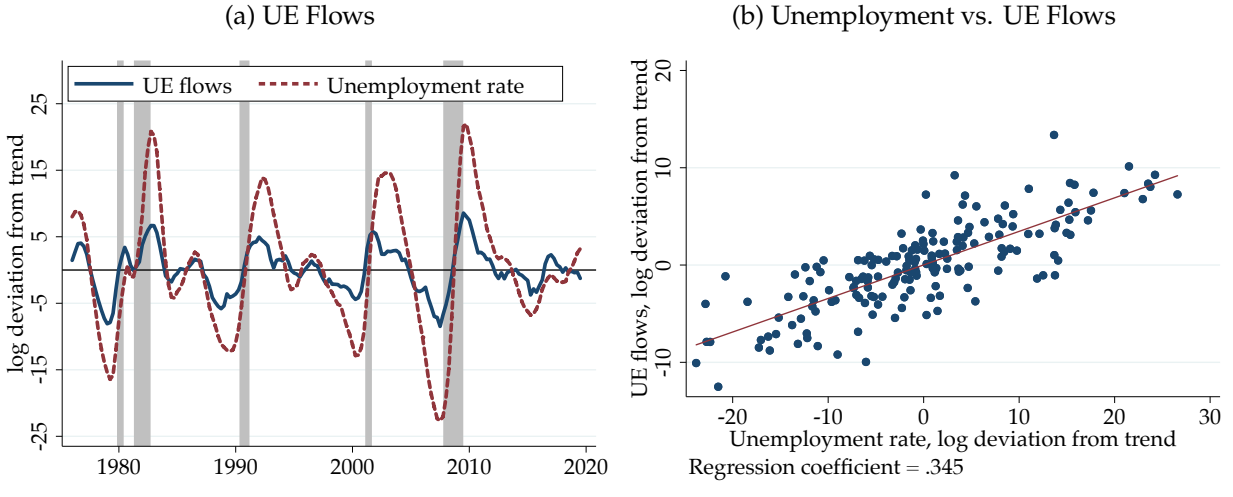 (a) UE Flows
UE flows
Unemployment rate
log deviation from trend
25
15
5
-5
-15
-25
1980
1990
2000
2010
2020
(b) Unemployment vs. UE Flows
UE flows, log deviation from trend
20
10
0
-10
-20
-10
0
10
20
30
Unemployment rate, log deviation from trend
Regression coefficient = .345